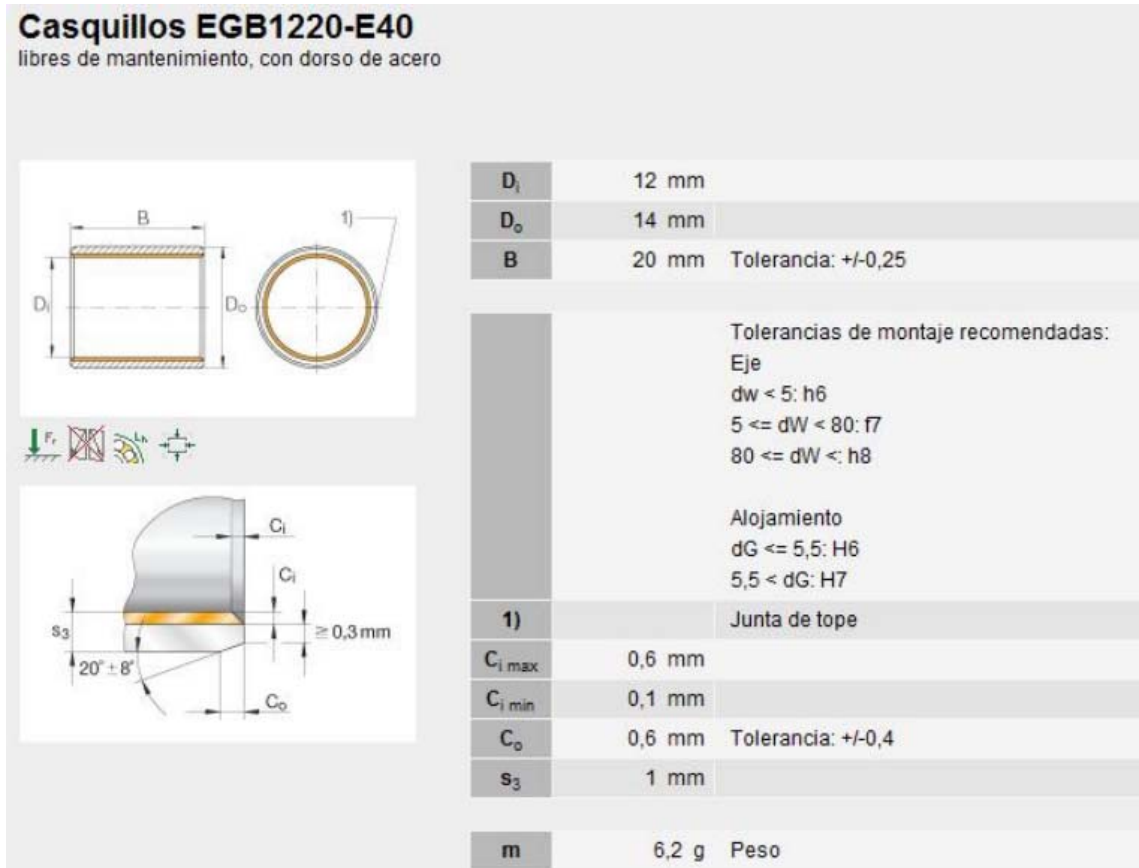 Casquillos EGB1220-E40
libres de mantenimiento, con dorso de acero
B
1)
Di
Do
Fr
Lh
Ci
Ci
s3
≧ 0,3 mm
20° ± 8°
Co
Di 12 mm
Do 14 mm
B 20 mm Tolerancia: +/-0,25
Tolerancias de montaje recomendadas:
Eje
dw < 5: h6
5 <= dW < 80: f7
80 <= dW <: h8
Alojamiento
dG <= 5,5: H6
5,5 < dG: H7
1) Junta de tope
Ci max 0,6 mm
Ci min 0,1 mm
Co 0,6 mm Tolerancia: +/-0,4
s3 1 mm
m 6,2 g Peso